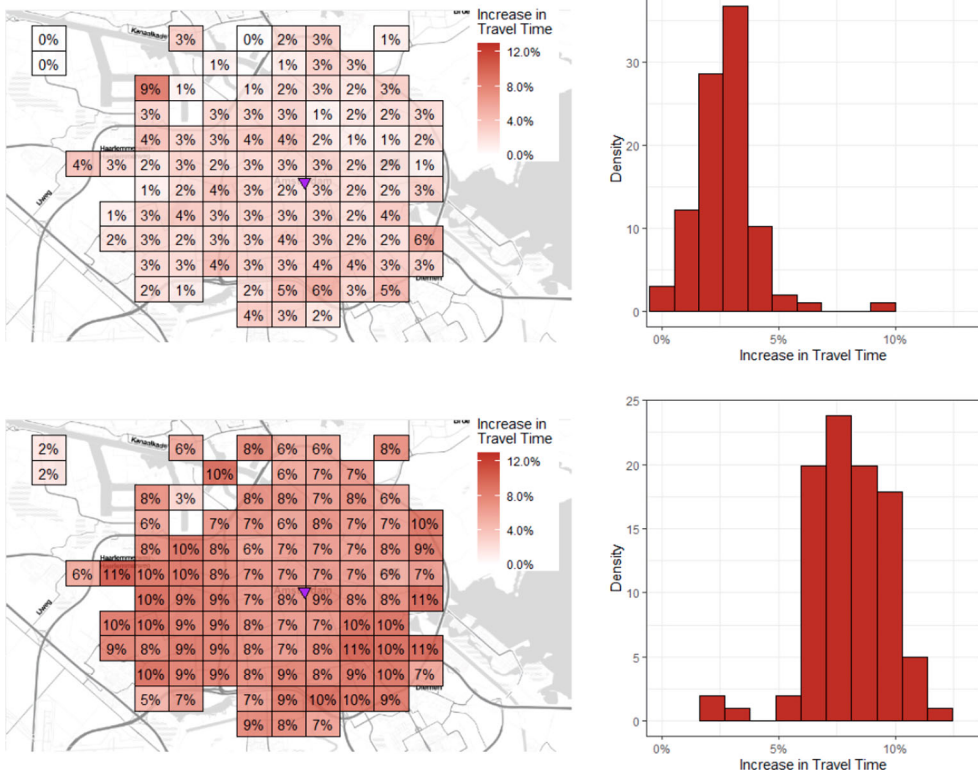 Kanaalkade
Broe
0% 3% 0% 2% 3% 1%
0% 1% 1% 3% 3%
9% 1% 1% 2% 3% 2% 3%
3% 3% 3% 3% 1% 2% 2% 3%
4% 3% 3% 4% 4% 2% 1% 1% 2%
Haarlemme
4% 3% 2% 3% 2% 3% 3% 3% 2% 2% 1%
1% 2% 4% 3% 2% 3% 2% 2% 3%
IJweg
1% 3% 4% 3% 3% 3% 3% 2% 4%
2% 3% 2% 3% 3% 4% 3% 2% 2% 6%
3% 3% 4% 3% 3% 4% 4% 3% 3%
Diemen
2% 1% 2% 5% 6% 3% 5%
4% 3% 2%
Increase in
Travel Time
12.0%
8.0%
4.0%
0.0%
Density
30
20
10
0
0% 5% 10%
Increase in Travel Time
Kanaalkade
2% 6% 8% 6% 6% 8%
2% 10% 6% 7% 7%
8% 3% 8% 8% 7% 8% 6%
6% 7% 7% 6% 8% 7% 7% 10%
8% 10% 8% 6% 7% 7% 7% 8% 9%
Haarlemme
6% 11% 10% 10% 8% 7% 7% 7% 7% 6% 7%
10% 9% 9% 7% 8% 9% 8% 8% 11%
IJweg
10% 10% 9% 9% 8% 7% 7% 10% 10%
9% 8% 9% 9% 8% 7% 8% 11% 10% 11%
10% 9% 9% 8% 9% 8% 9% 10% 7%
Diemen
5% 7% 7% 9% 10% 10% 9%
9% 8% 7%
Increase in
Travel Time
12.0%
8.0%
4.0%
0.0%
Density
25
20
15
10
5
0
0% 5% 10%
Increase in Travel Time